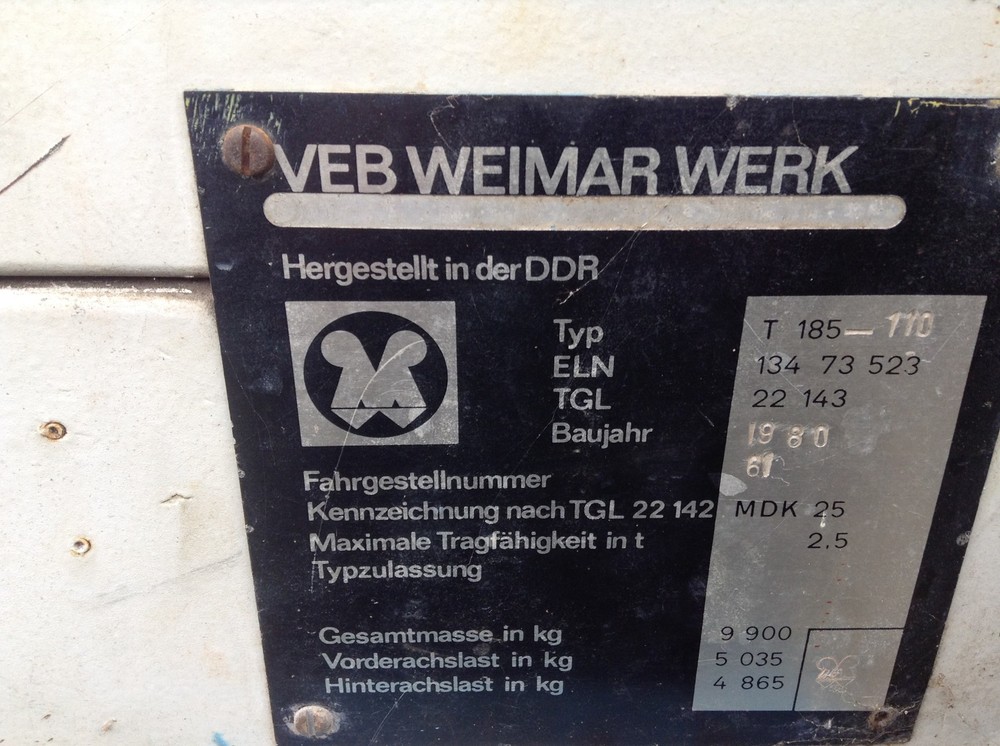 VEB WEIMAR WERK
Hergestellt in der DDR
Typ T 185-110
ELN 134 73 523
TGL 22 143
Baujahr 1980
Fahrgestellnummer
Kennzeichnung nach TGL 22 142 MDK 25
Maximale Tragfähigkeit in t 2.5
Typzulassung
Gesamtmasse in kg 9 900
Vorderachslast in kg 5 035
Hinterachslast in kg 4 865